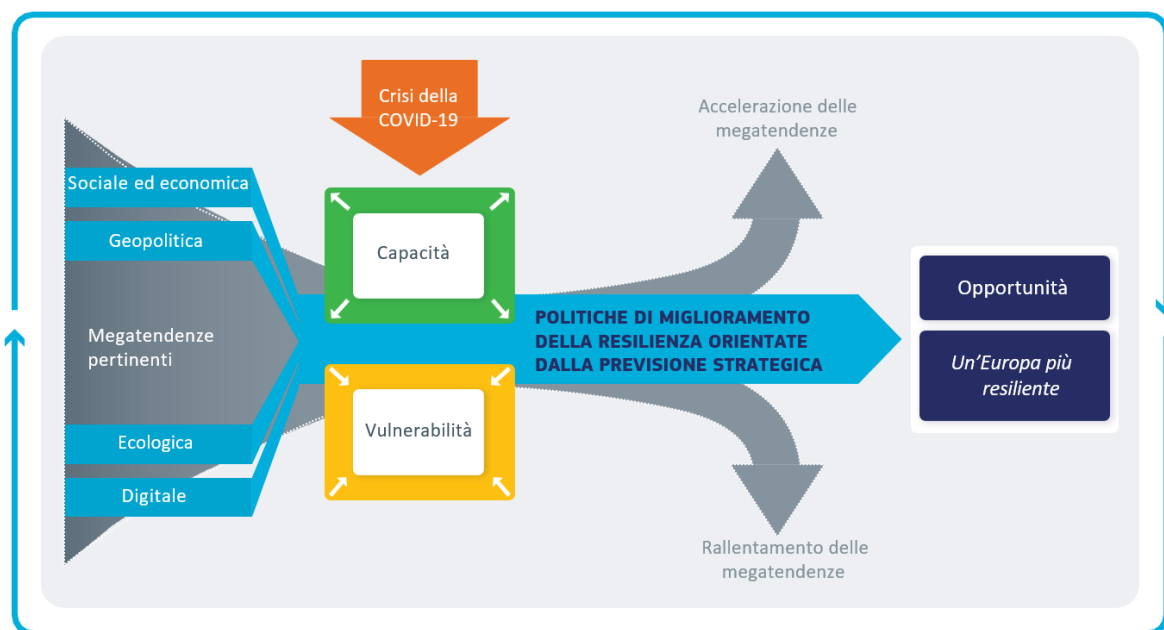 Crisi della
COVID-19
Accelerazione delle
megatendenze
Sociale ed economica
Geopolitica
Capacità
Opportunità
Megatendenze
pertinenti
POLITICHE DI MIGLIORAMENTO
DELLA RESILIENZA ORIENTATE
DALLA PREVISIONE STRATEGICA
Un’Europa più
resiliente
Vulnerabilità
Ecologica
Digitale
Rallentamento delle
megatendenze